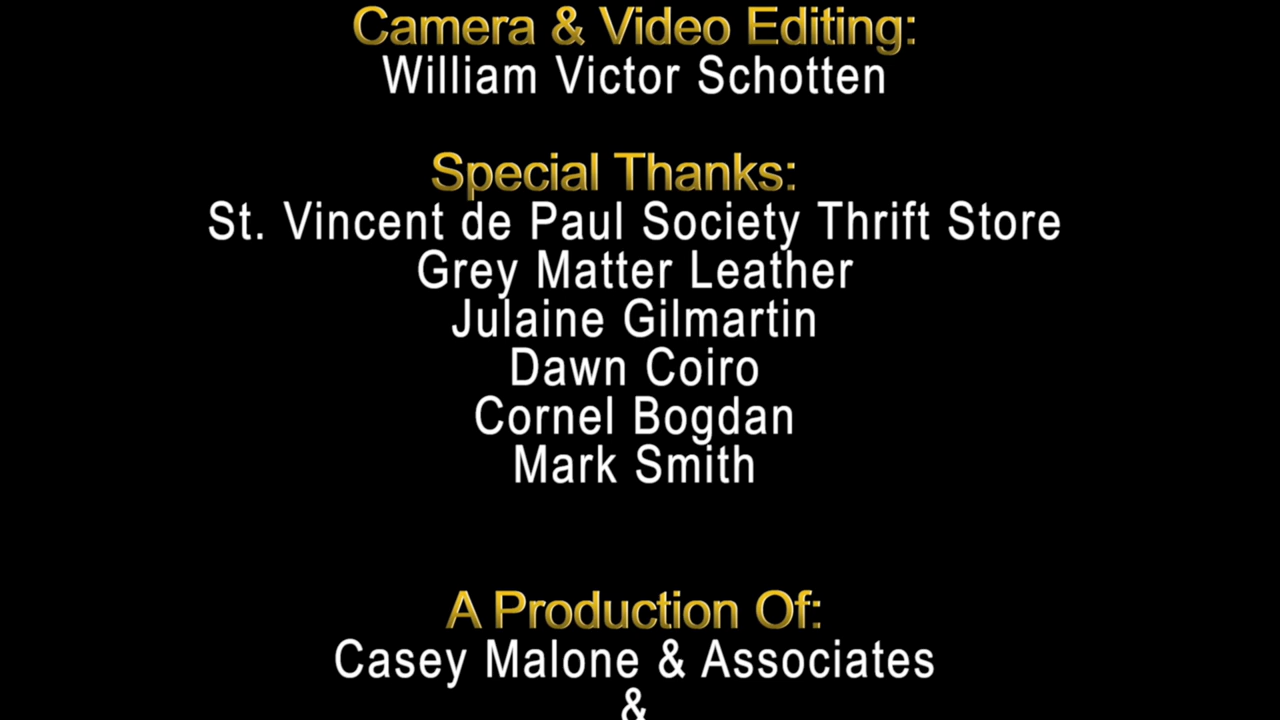 Camera & Video Editing:
William Victor Schotten
Special Thanks:
St. Vincent de Paul Society Thrift Store
Grey Matter Leather
Julaine Gilmartin
Dawn Coiro
Cornel Bogdan
Mark Smith
A Production Of:
Casey Malone & Associates
&